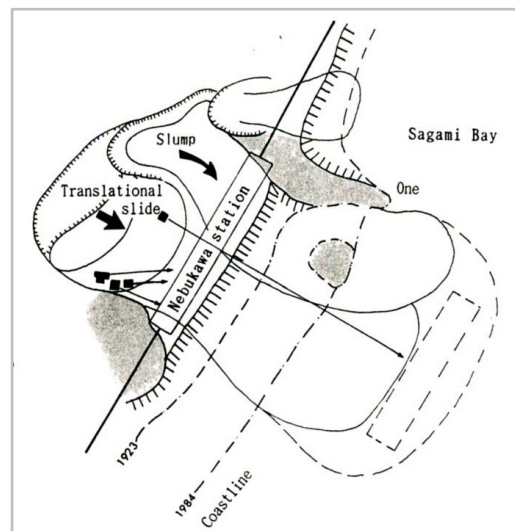 Slump
Sagami Bay
Translational
slide
One
Nebukawa station
1923
1984
Coastline